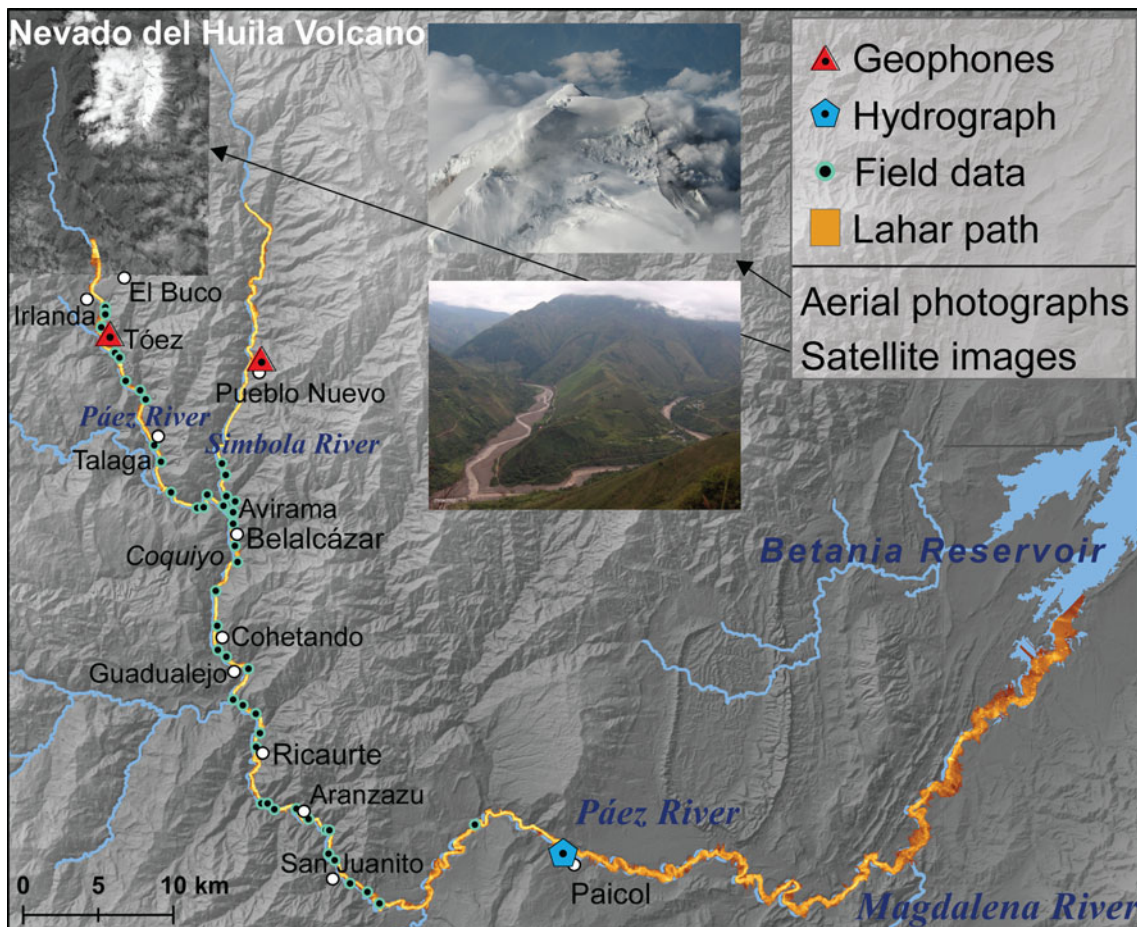 Nevado del Huila Volcano
Geophones
Hydrograph
Field data
Lahar path
Aerial photographs
Satellite images
El Buco
Irlanda
Tóez
Pueblo Nuevo
Páez River
Simbola River
Talaga
Avirama
Belalcázar
Coquiyo
Betania Reservoir
Cohetando
Guadualejo
Ricaurte
Aranzazu
Páez River
San Juanito
Paicol
0 5 10 km
Magdalena River